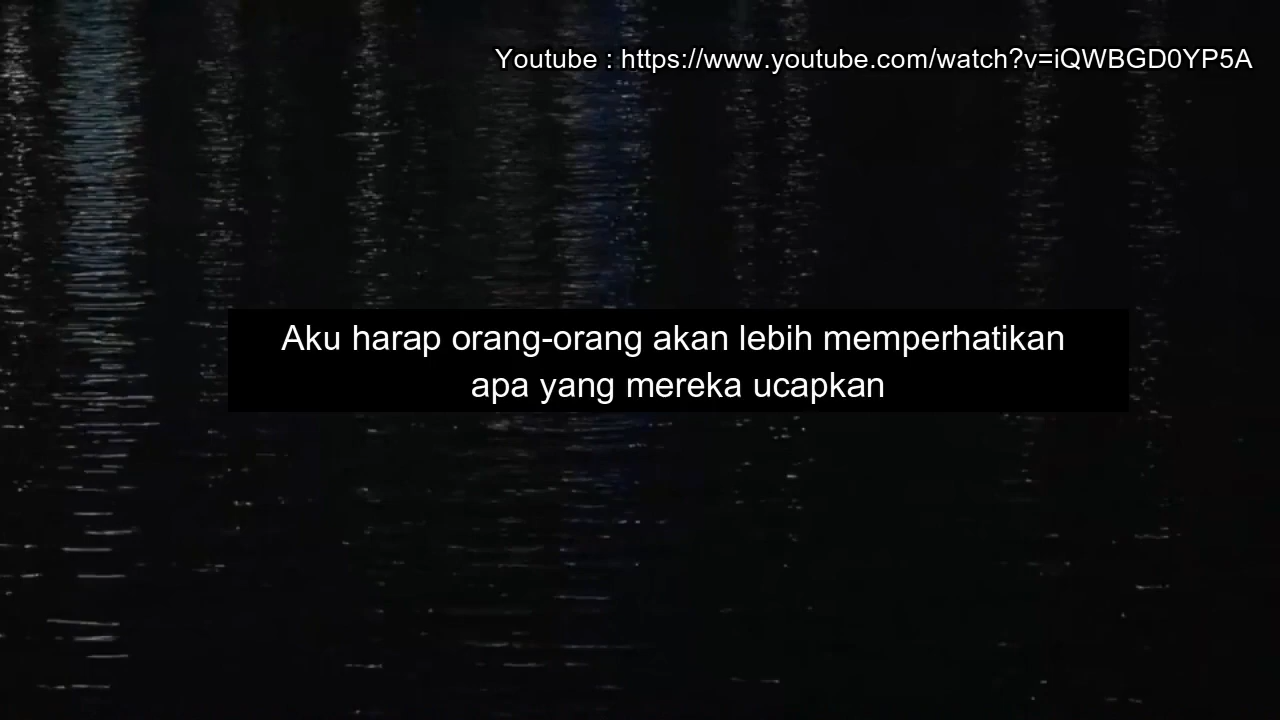 Youtube : https://www.youtube.com/watch?v=iQWBGD0YP5A
Aku harap orang-orang akan lebih memperhatikan
apa yang mereka ucapkan